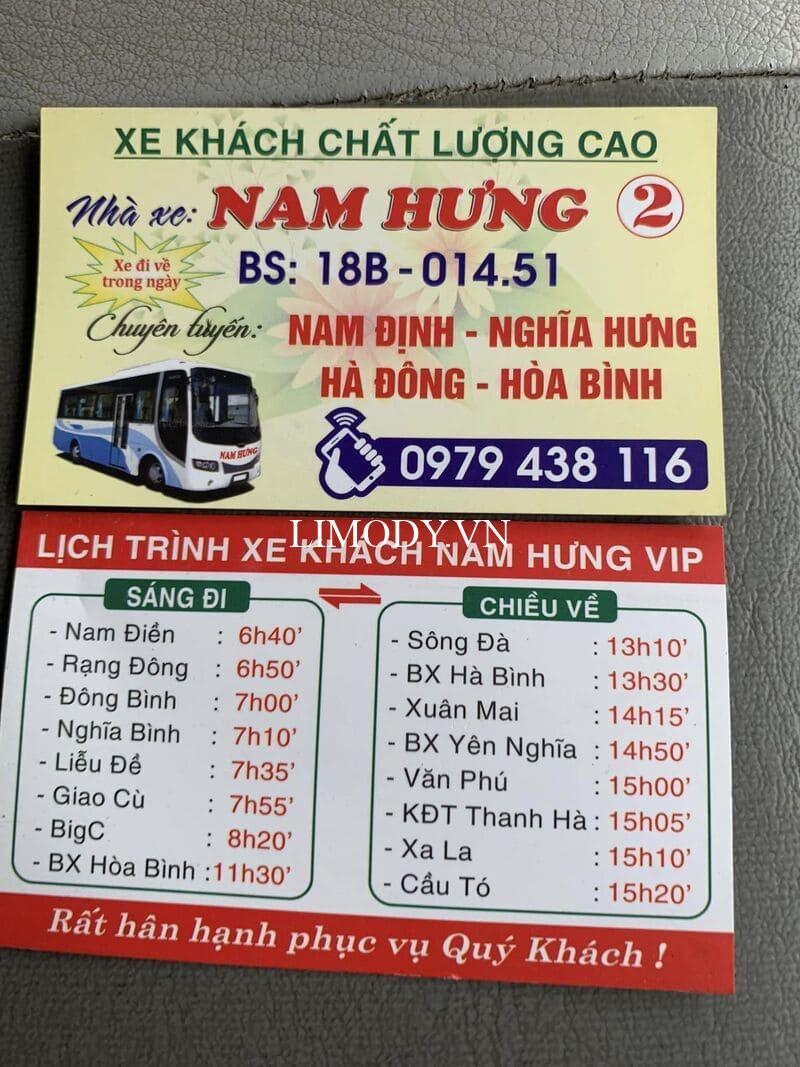 XE KHÁCH CHẤT LƯỢNG CAO
Nhà xe: NAM HƯNG 2
Xe đi về
trong ngày
BS: 18B - 014.51
Chuyên tuyến: NAM ĐỊNH - NGHĨA HƯNG
HÀ ĐÔNG - HÒA BÌNH
NAM HƯNG
0979 438 116
LIMODY.VN
LỊCH TRÌNH XE KHÁCH NAM HƯNG VIP
SÁNG ĐI
- Nam Điền : 6h40'
- Rạng Đông : 6h50'
- Đông Bình : 7h00'
- Nghĩa Bình : 7h10'
- Liễu Đề : 7h35'
- Giao Cù : 7h55'
- BigC : 8h20'
- BX Hòa Bình : 11h30'
CHIỀU VỀ
- Sông Đà : 13h10'
- BX Hà Bình : 13h30'
- Xuân Mai : 14h15'
- BX Yên Nghĩa : 14h50'
- Văn Phú : 15h00'
- KĐT Thanh Hà : 15h05'
- Xa La : 15h10'
- Cầu Tó : 15h20'
Rất hân hạnh phục vụ Quý Khách !